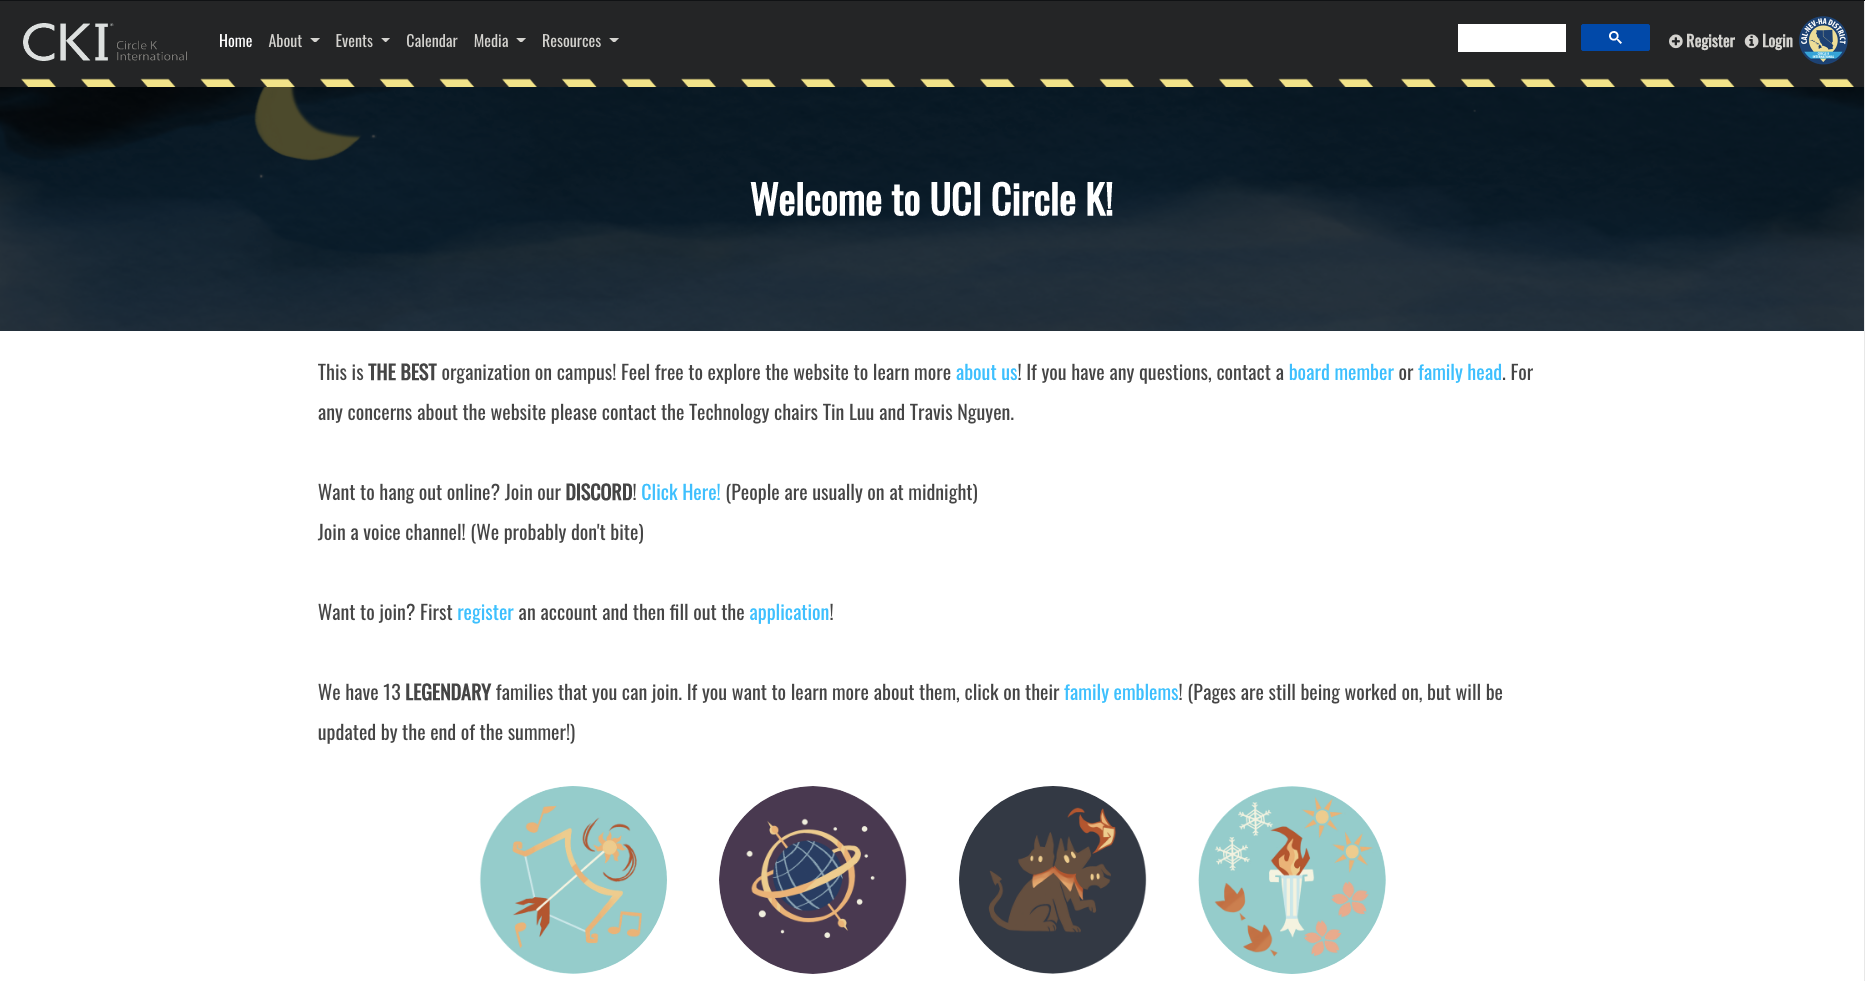 CKI Circle K
International
Home About Events Calendar Media Resources
Register Login
CAL-NEV-HA DISTRICT
Welcome to UCI Circle K!
This is THE BEST organization on campus! Feel free to explore the website to learn more about us! If you have any questions, contact a board member or family head. For
any concerns about the website please contact the Technology chairs Tin Luu and Travis Nguyen.
Want to hang out online? Join our DISCORD! Click Here! (People are usually on at midnight)
Join a voice channel! (We probably don't bite)
Want to join? First register an account and then fill out the application!
We have 13 LEGENDARY families that you can join. If you want to learn more about them, click on their family emblems! (Pages are still being worked on, but will be
updated by the end of the summer!)